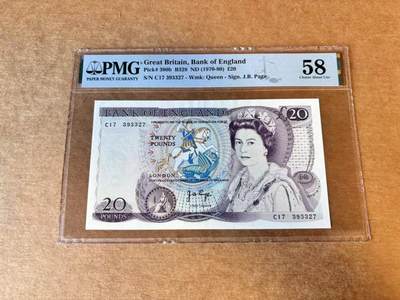 PMG
PAPER MONEY GUARANTY
Great Britain, Bank of England
Pick# 380b B329 ND (1970-80) £20
S/N C17 393327 - Wmk: Queen - Sign. J.B. Page
58
Choice About Unc
BANK OF ENGLAND
20
C17 393327
TWENTY
POUNDS
LONDON
20
POUNDS
C17 393327